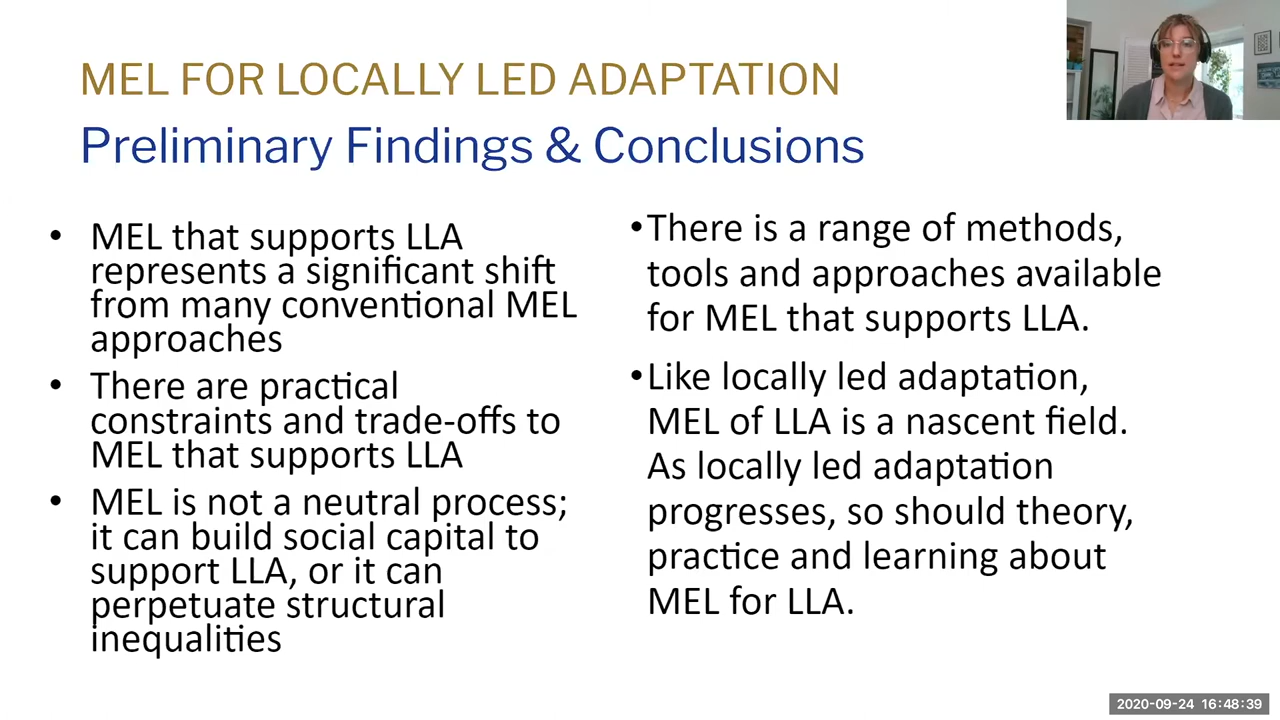 MEL FOR LOCALLY LED ADAPTATION
Preliminary Findings & Conclusions
• MEL that supports LLA
represents a significant shift
from many conventional MEL
approaches
• There are practical
constraints and trade-offs to
MEL that supports LLA
• MEL is not a neutral process;
it can build social capital to
support LLA, or it can
perpetuate structural
inequalities
•There is a range of methods,
tools and approaches available
for MEL that supports LLA.
•Like locally led adaptation,
MEL of LLA is a nascent field.
As locally led adaptation
progresses, so should theory,
practice and learning about
MEL for LLA.
2020-09-24 16:48:39